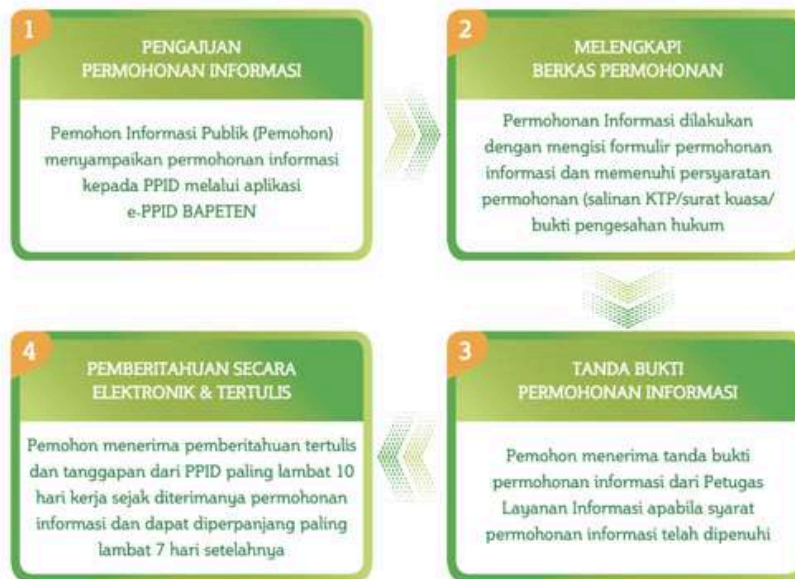 1
PENGAJUAN
PERMOHONAN INFORMASI
Pemohon Informasi Publik (Pemohon)
menyampaikan permohonan informasi
kepada PPID melalui aplikasi
e-PPID BAPETEN
2
MELENGKAPI
BERKAS PERMOHONAN
Permohonan Informasi dilakukan
dengan mengisi formulir permohonan
informasi dan memenuhi persyaratan
permohonan (salinan KTP/surat kuasa/
bukti pengesahan hukum
3
TANDA BUKTI
PERMOHONAN INFORMASI
Pemohon menerima tanda bukti
permohonan informasi dari Petugas
Layanan Informasi apabila syarat
permohonan informasi telah dipenuhi
4
PEMBERITAHUAN SECARA
ELEKTRONIK & TERTULIS
Pemohon menerima pemberitahuan tertulis
dan tanggapan dari PPID paling lambat 10
hari kerja sejak diterimanya permohonan
informasi dan dapat diperpanjang paling
lambat 7 hari setelahnya